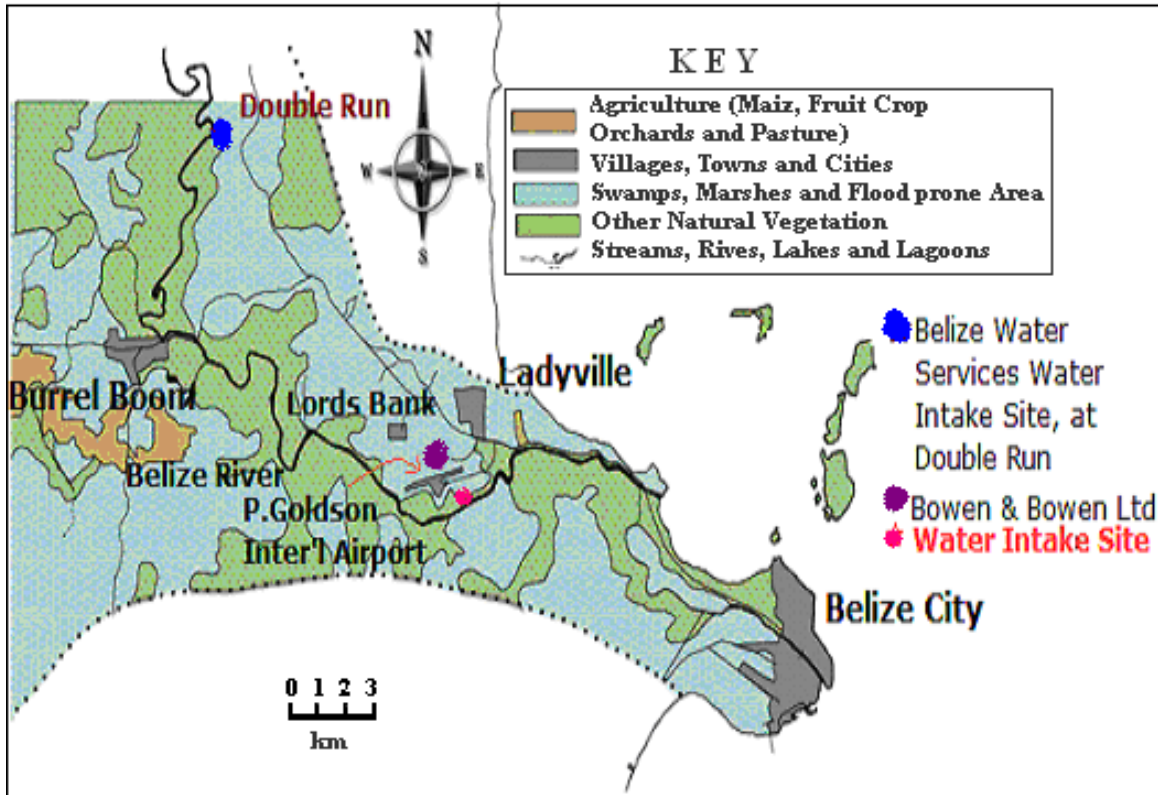 N
W
E
S
KEY
Agriculture (Maiz, Fruit Crop
Orchards and Pasture)
Villages, Towns and Cities
Swamps, Marshes and Flood prone Area
Other Natural Vegetation
Streams, Rives, Lakes and Lagoons
Double Run
Burrel Boom
Lords Bank
Ladyville
Belize River
P.Goldson
Inter'l Airport
Belize City
Belize Water
Services Water
Intake Site, at
Double Run
Bowen & Bowen Ltd
Water Intake Site
0 1 2 3
km